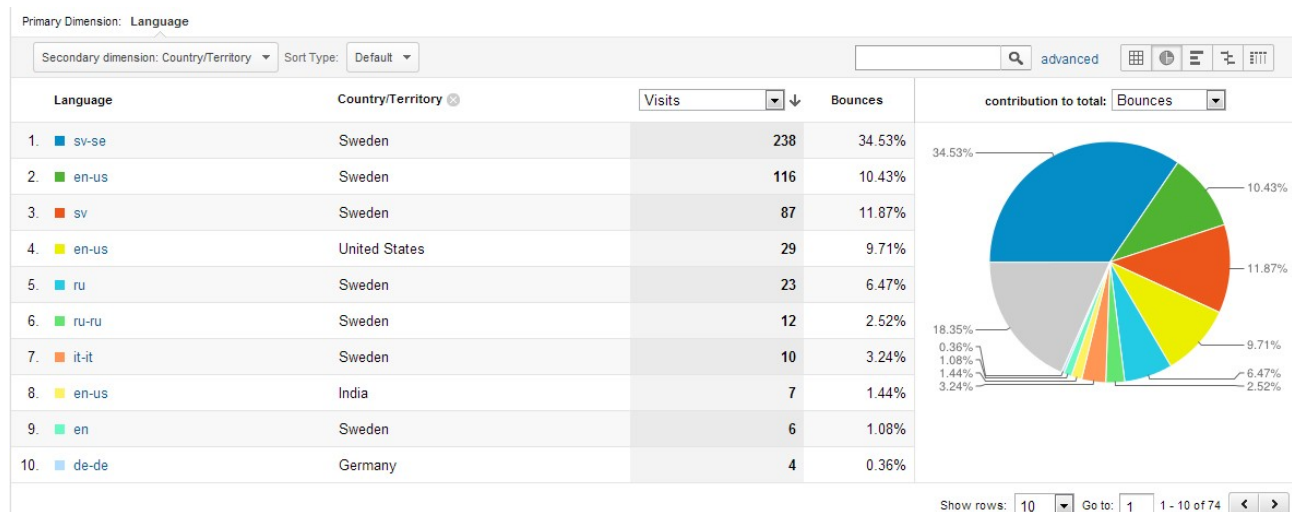 Primary Dimension: Language
Secondary dimension: Country/Territory Sort Type: Default advanced
Language Country/Territory Visits Bounces contribution to total: Bounces
1. sv-se Sweden 238 34.53%
2. en-us Sweden 116 10.43%
3. sv Sweden 87 11.87%
4. en-us United States 29 9.71%
5. ru Sweden 23 6.47%
6. ru-ru Sweden 12 2.52%
7. it-it Sweden 10 3.24%
8. en-us India 7 1.44%
9. en Sweden 6 1.08%
10. de-de Germany 4 0.36%
34.53%
10.43%
11.87%
18.35%
9.71%
0.36%
1.08%
1.44%
6.47%
3.24%
2.52%
Show rows: 10 Go to: 1 1 - 10 of 74